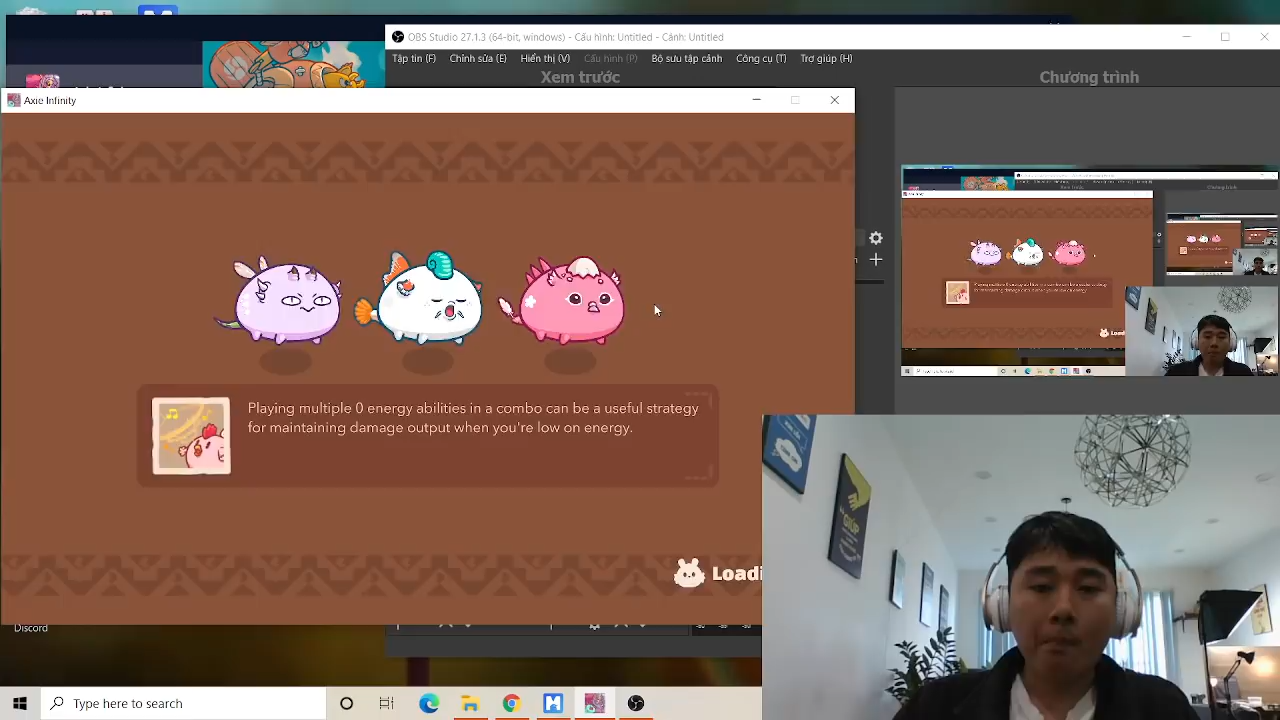 OBS Studio 27.1.3 (64-bit, windows) - Cấu hình: Untitled - Cảnh: Untitled
Tập tin (F) Chỉnh sửa (E) Hiển thị (V) Cấu hình (P) Bộ sưu tập cảnh Công cụ (T) Trợ giúp (H)
Xem trước
Chương trình
Axie Infinity
Playing multiple 0 energy abilities in a combo can be a useful strategy
for maintaining damage output when you're low on energy.
Loadi
GIÚP
Discord
Type here to search